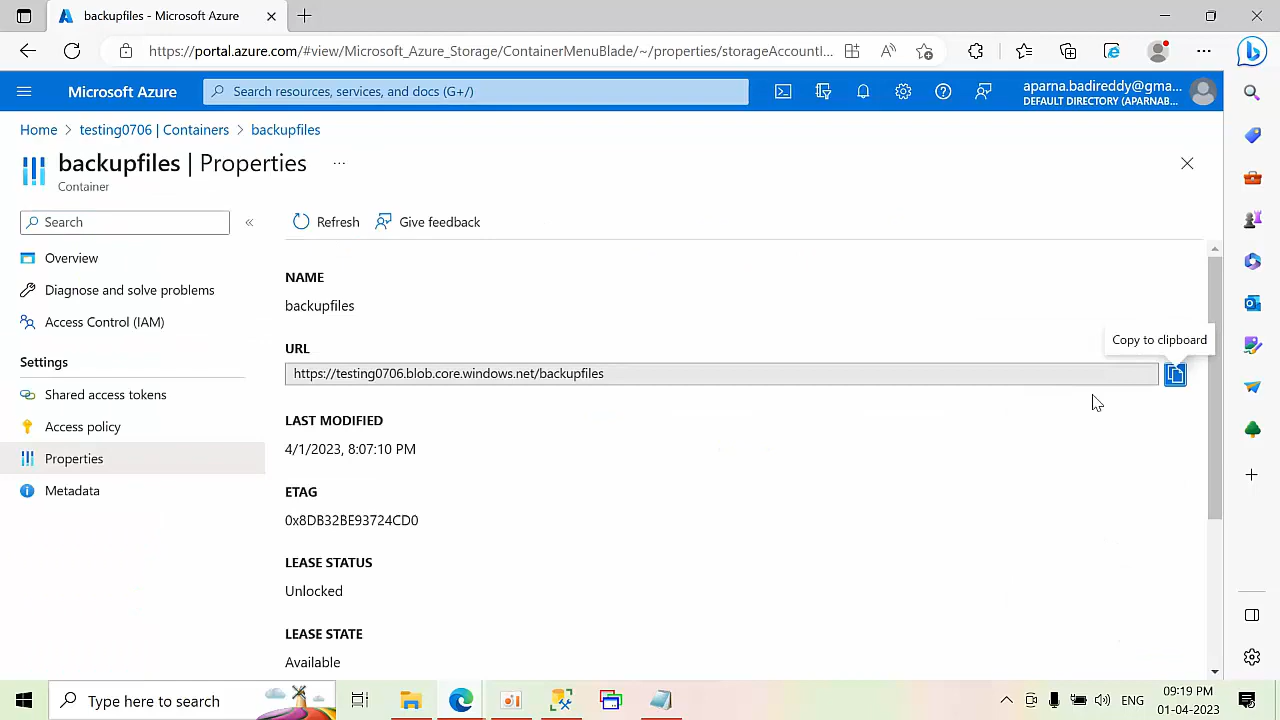 backupfiles - Microsoft Azure
https://portal.azure.com/#view/Microsoft_Azure_Storage/ContainerMenuBlade/~/properties/storageAccountI...
Microsoft Azure
Search resources, services, and docs (G+/)
aparna.badireddy@gma...
DEFAULT DIRECTORY (APARNAB...
Home > testing0706 | Containers > backupfiles
backupfiles | Properties ...
Container
Search
«
Refresh
Give feedback
Overview
Diagnose and solve problems
Access Control (IAM)
Settings
Shared access tokens
Access policy
Properties
Metadata
NAME
backupfiles
URL
Copy to clipboard
https://testing0706.blob.core.windows.net/backupfiles
LAST MODIFIED
4/1/2023, 8:07:10 PM
ETAG
0x8DB32BE93724CD0
LEASE STATUS
Unlocked
LEASE STATE
Available
Type here to search
ENG
09:19 PM
01-04-2023